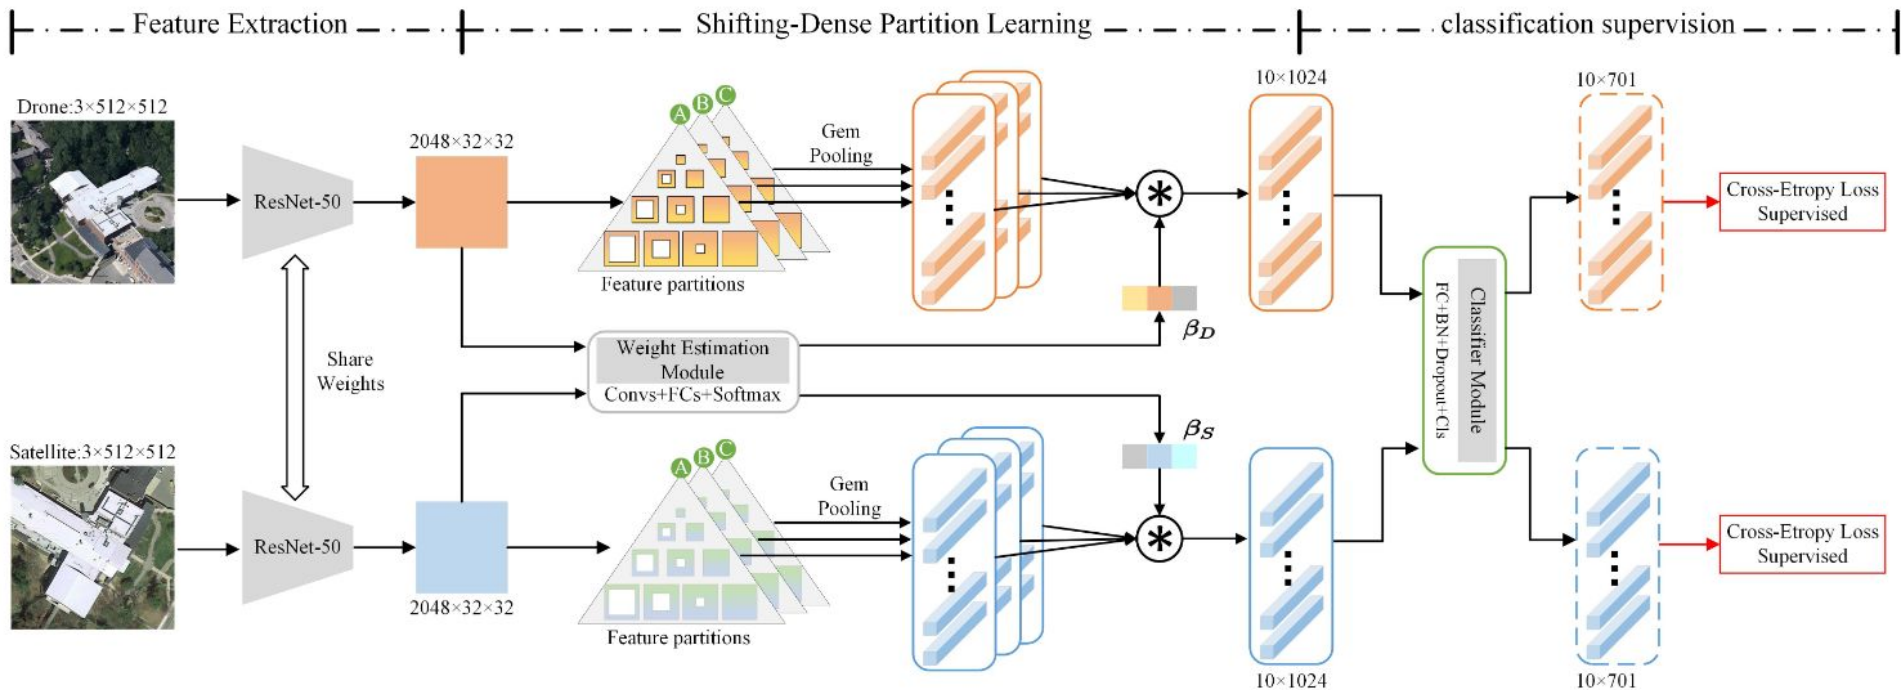 Feature Extraction
Shifting-Dense Partition Learning
classification supervision
Drone:3×512×512
ResNet-50
2048×32×32
A
B
C
Feature partitions
Gem
Pooling
10×1024
10×701
Cross-Etropy Loss
Supervised
β_D
Share
Weights
Weight Estimation
Module
Convs+FCs+Softmax
Classifier Module
FC+BN+Dropout+Cls
β_S
Satellite:3×512×512
ResNet-50
2048×32×32
A
B
C
Feature partitions
Gem
Pooling
10×1024
10×701
Cross-Etropy Loss
Supervised